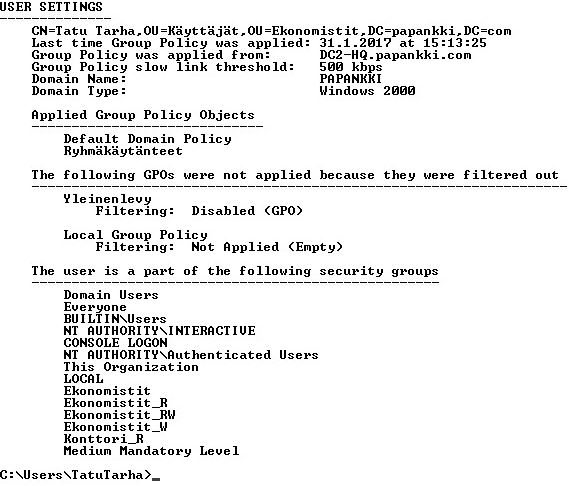 USER SETTINGS
--------------
CN=Tatu Tarha,OU=Käyttäjät,OU=Ekonomistit,DC=papankki,DC=com
Last time Group Policy was applied: 31.1.2017 at 15:13:25
Group Policy was applied from: DC2-HQ.papankki.com
Group Policy slow link threshold: 500 kbps
Domain Name: PAPANKKI
Domain Type: Windows 2000
Applied Group Policy Objects
-----------------------------
Default Domain Policy
Ryhmäkäytänteet
The following GPOs were not applied because they were filtered out
-------------------------------------------------------------------
Yleinenlevy
Filtering: Disabled (GPO)
Local Group Policy
Filtering: Not Applied (Empty)
The user is a part of the following security groups
---------------------------------------------------
Domain Users
Everyone
BUILTIN\Users
NT AUTHORITY\INTERACTIVE
CONSOLE LOGON
NT AUTHORITY\Authenticated Users
This Organization
LOCAL
Ekonomistit
Ekonomistit_R
Ekonomistit_RW
Ekonomistit_W
Konttori_R
Medium Mandatory Level
C:\Users\TatuTarha>_